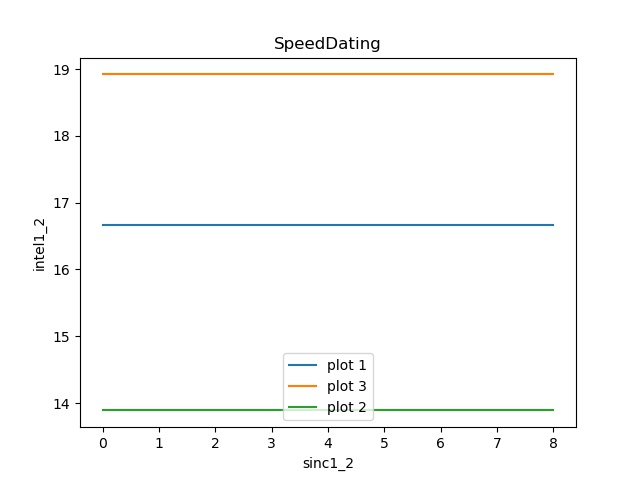 SpeedDating
19
18
17
16
15
14
intel1_2
plot 1
plot 3
plot 2
0 1 2 3 4 5 6 7 8
sinc1_2